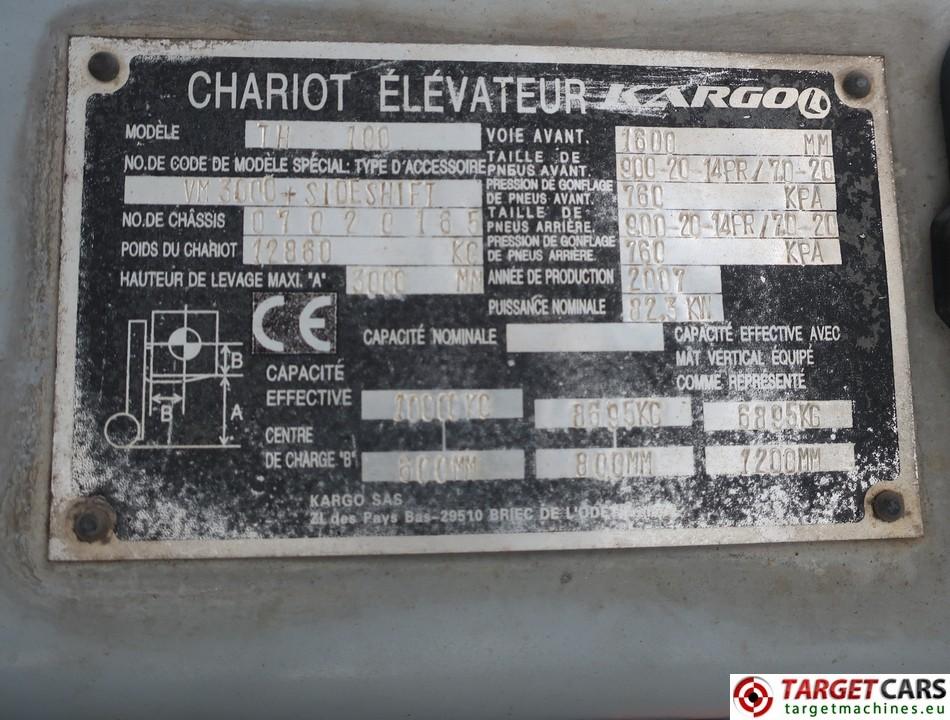 CHARIOT ÉLÉVATEUR KARGO
MODÈLE TH 100
NO.DE CODE DE MODÈLE SPÉCIAL: TYPE D'ACCESSOIRE
VM 3000 + SIDESHIFT
NO.DE CHÂSSIS 07020165
POIDS DU CHARIOT 12860 KG
HAUTEUR DE LEVAGE MAXI. "A" 3000 MM
VOIE AVANT. 1600 MM
TAILLE DE PNBUS AVANT. 900-20-14PR/7.0-20
PRESSION DE GONFLAGE DE PNEUS AVANT. 760 KPA
TAILLE DE PNEUS ARRIÈRE. 900-20-14PR/7.0-20
PRESSION DE GONFLAGE DE PNEUS ARRIÈRE. 760 KPA
ANNÉE DE PRODUCTION 2007
PUISSANCE NOMINALE 82,3 KW
CE
B
B
A
CAPACITÉ NOMINALE
CAPACITÉ EFFECTIVE AVEC
MÂT VERTICAL ÉQUIPÉ
COMME REPRÉSENTÉ
CAPACITÉ
EFFECTIVE 10000KG 8695KG 6895KG
CENTRE
DE CHARGE "B" 600MM 800MM 1200MM
KARGO SAS
Z.I. des Pays Bas-29510 BRIEC DE L'ODET
TARGETCARS
targetmachines.eu